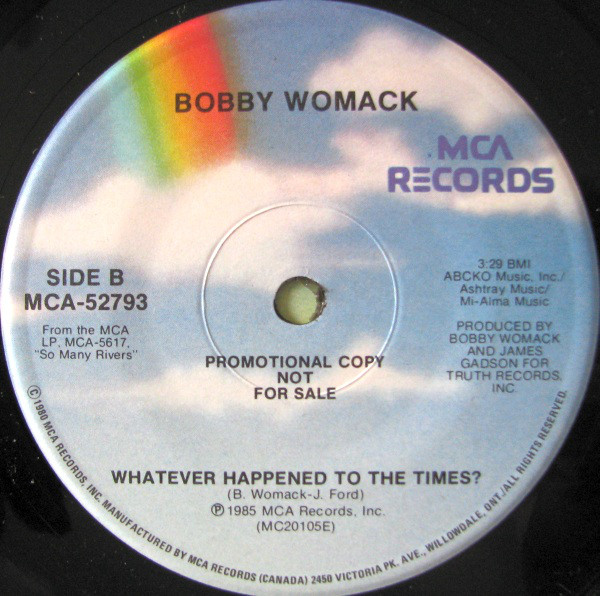 BOBBY WOMACK
MCA
RECORDS
SIDE B
MCA-52793
From the MCA
LP, MCA-5617,
"So Many Rivers"
3:29 BMI
ABCKO Music, Inc./
Ashtray Music/
Mi-Alma Music
PRODUCED BY
BOBBY WOMACK
AND JAMES
GADSON FOR
TRUTH RECORDS,
INC.
PROMOTIONAL COPY
NOT
FOR SALE
WHATEVER HAPPENED TO THE TIMES?
(B. Womack-J. Ford)
Ⓟ1985 MCA Records, Inc.
(MC20105E)
©1980 MCA RECORDS, INC. MANUFACTURED BY MCA RECORDS (CANADA) 2450 VICTORIA PK. AVE., WILLOWDALE, ONT./ALL RIGHTS RESERVED.